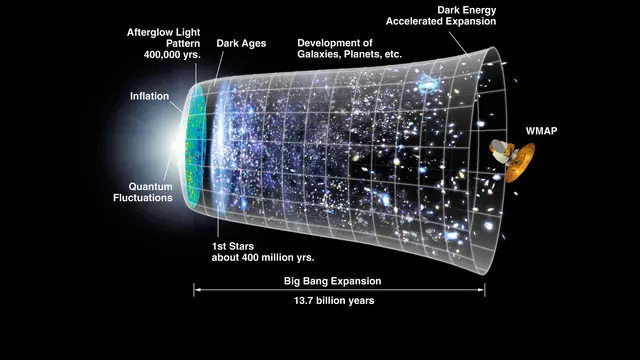 Dark Energy
Accelerated Expansion
Afterglow Light
Pattern
400,000 yrs.
Dark Ages
Development of
Galaxies, Planets, etc.
Inflation
WMAP
Quantum
Fluctuations
1st Stars
about 400 million yrs.
Big Bang Expansion
13.7 billion years